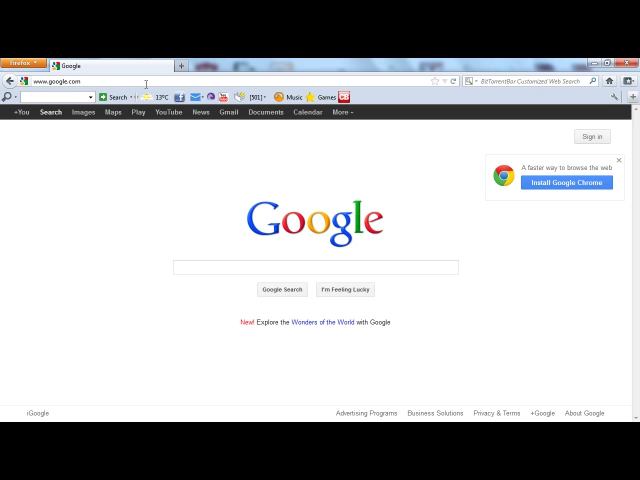 Firefox
Google
www.google.com
BitTorrentBar Customized Web Search
Search
13°C
[501]
Music
Games
+You Search Images Maps Play YouTube News Gmail Documents Calendar More
Sign in
A faster way to browse the web
Install Google Chrome
Google
Google Search
I'm Feeling Lucky
New! Explore the Wonders of the World with Google
iGoogle
Advertising Programs Business Solutions Privacy & Terms +Google About Google